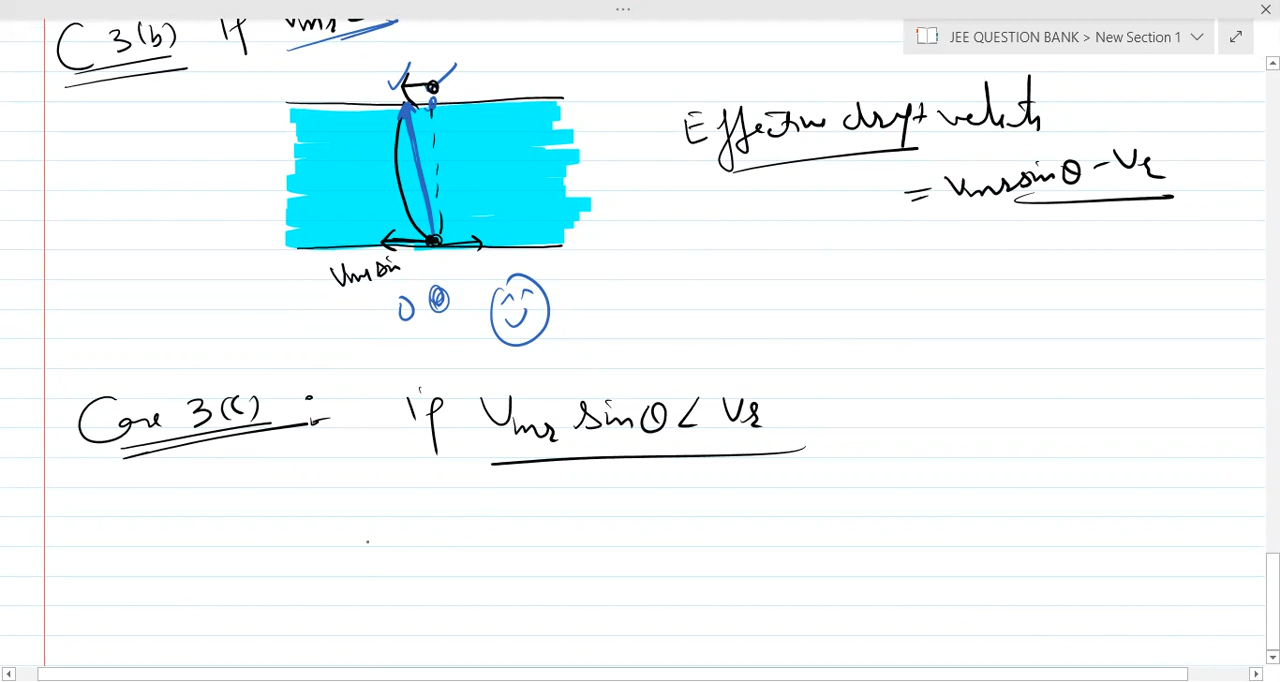 JEE QUESTION BANK > New Section 1
C 3(b) If Vmr
Effective drift velocity
= Vmr sinθ - Vr
Vmr sin
Case 3(c) :- if Vmr sinθ < Vr